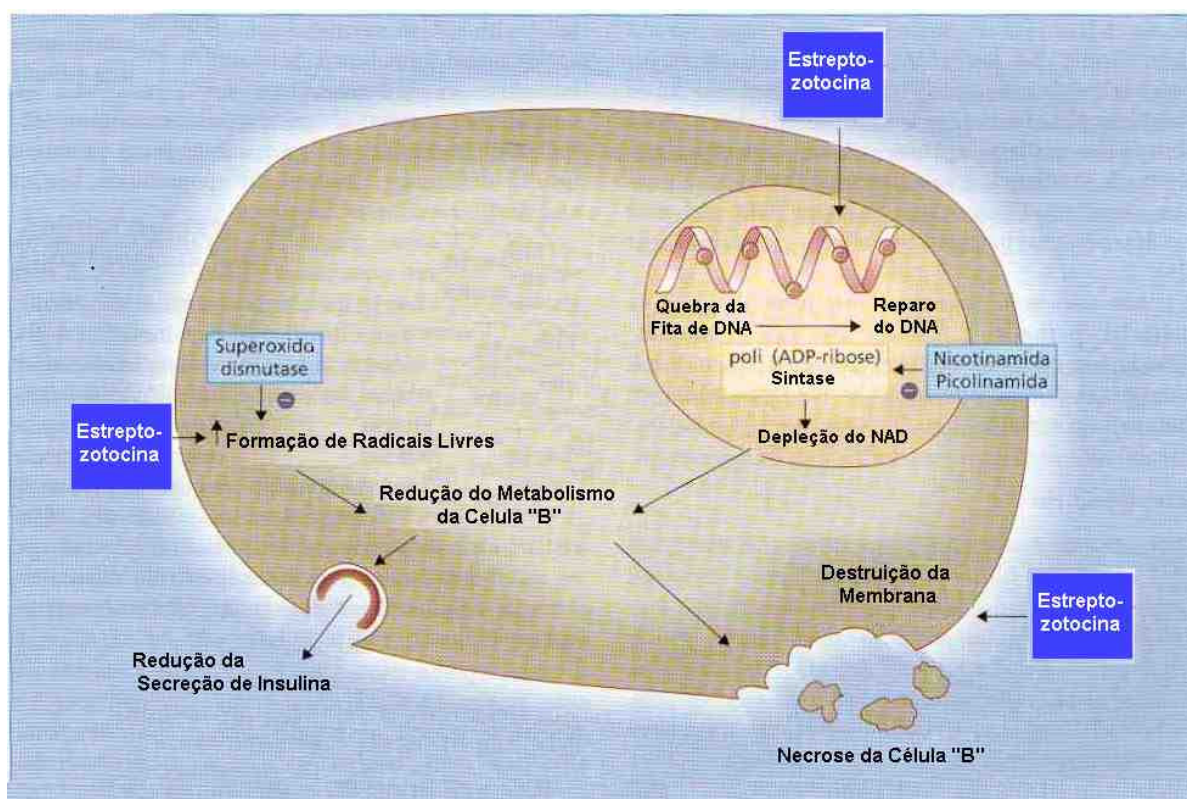 Estrepto-
zotocina
Quebra da
Fita de DNA
Reparo
do DNA
poli (ADP-ribose)
Sintase
Nicotinamida
Picolinamida
Depleção do NAD
Superoxido
dismutase
Estrepto-
zotocina
Formação de Radicais Livres
Redução do Metabolismo
da Celula "B"
Destruição da
Membrana
Estrepto-
zotocina
Redução da
Secreção de Insulina
Necrose da Célula "B"